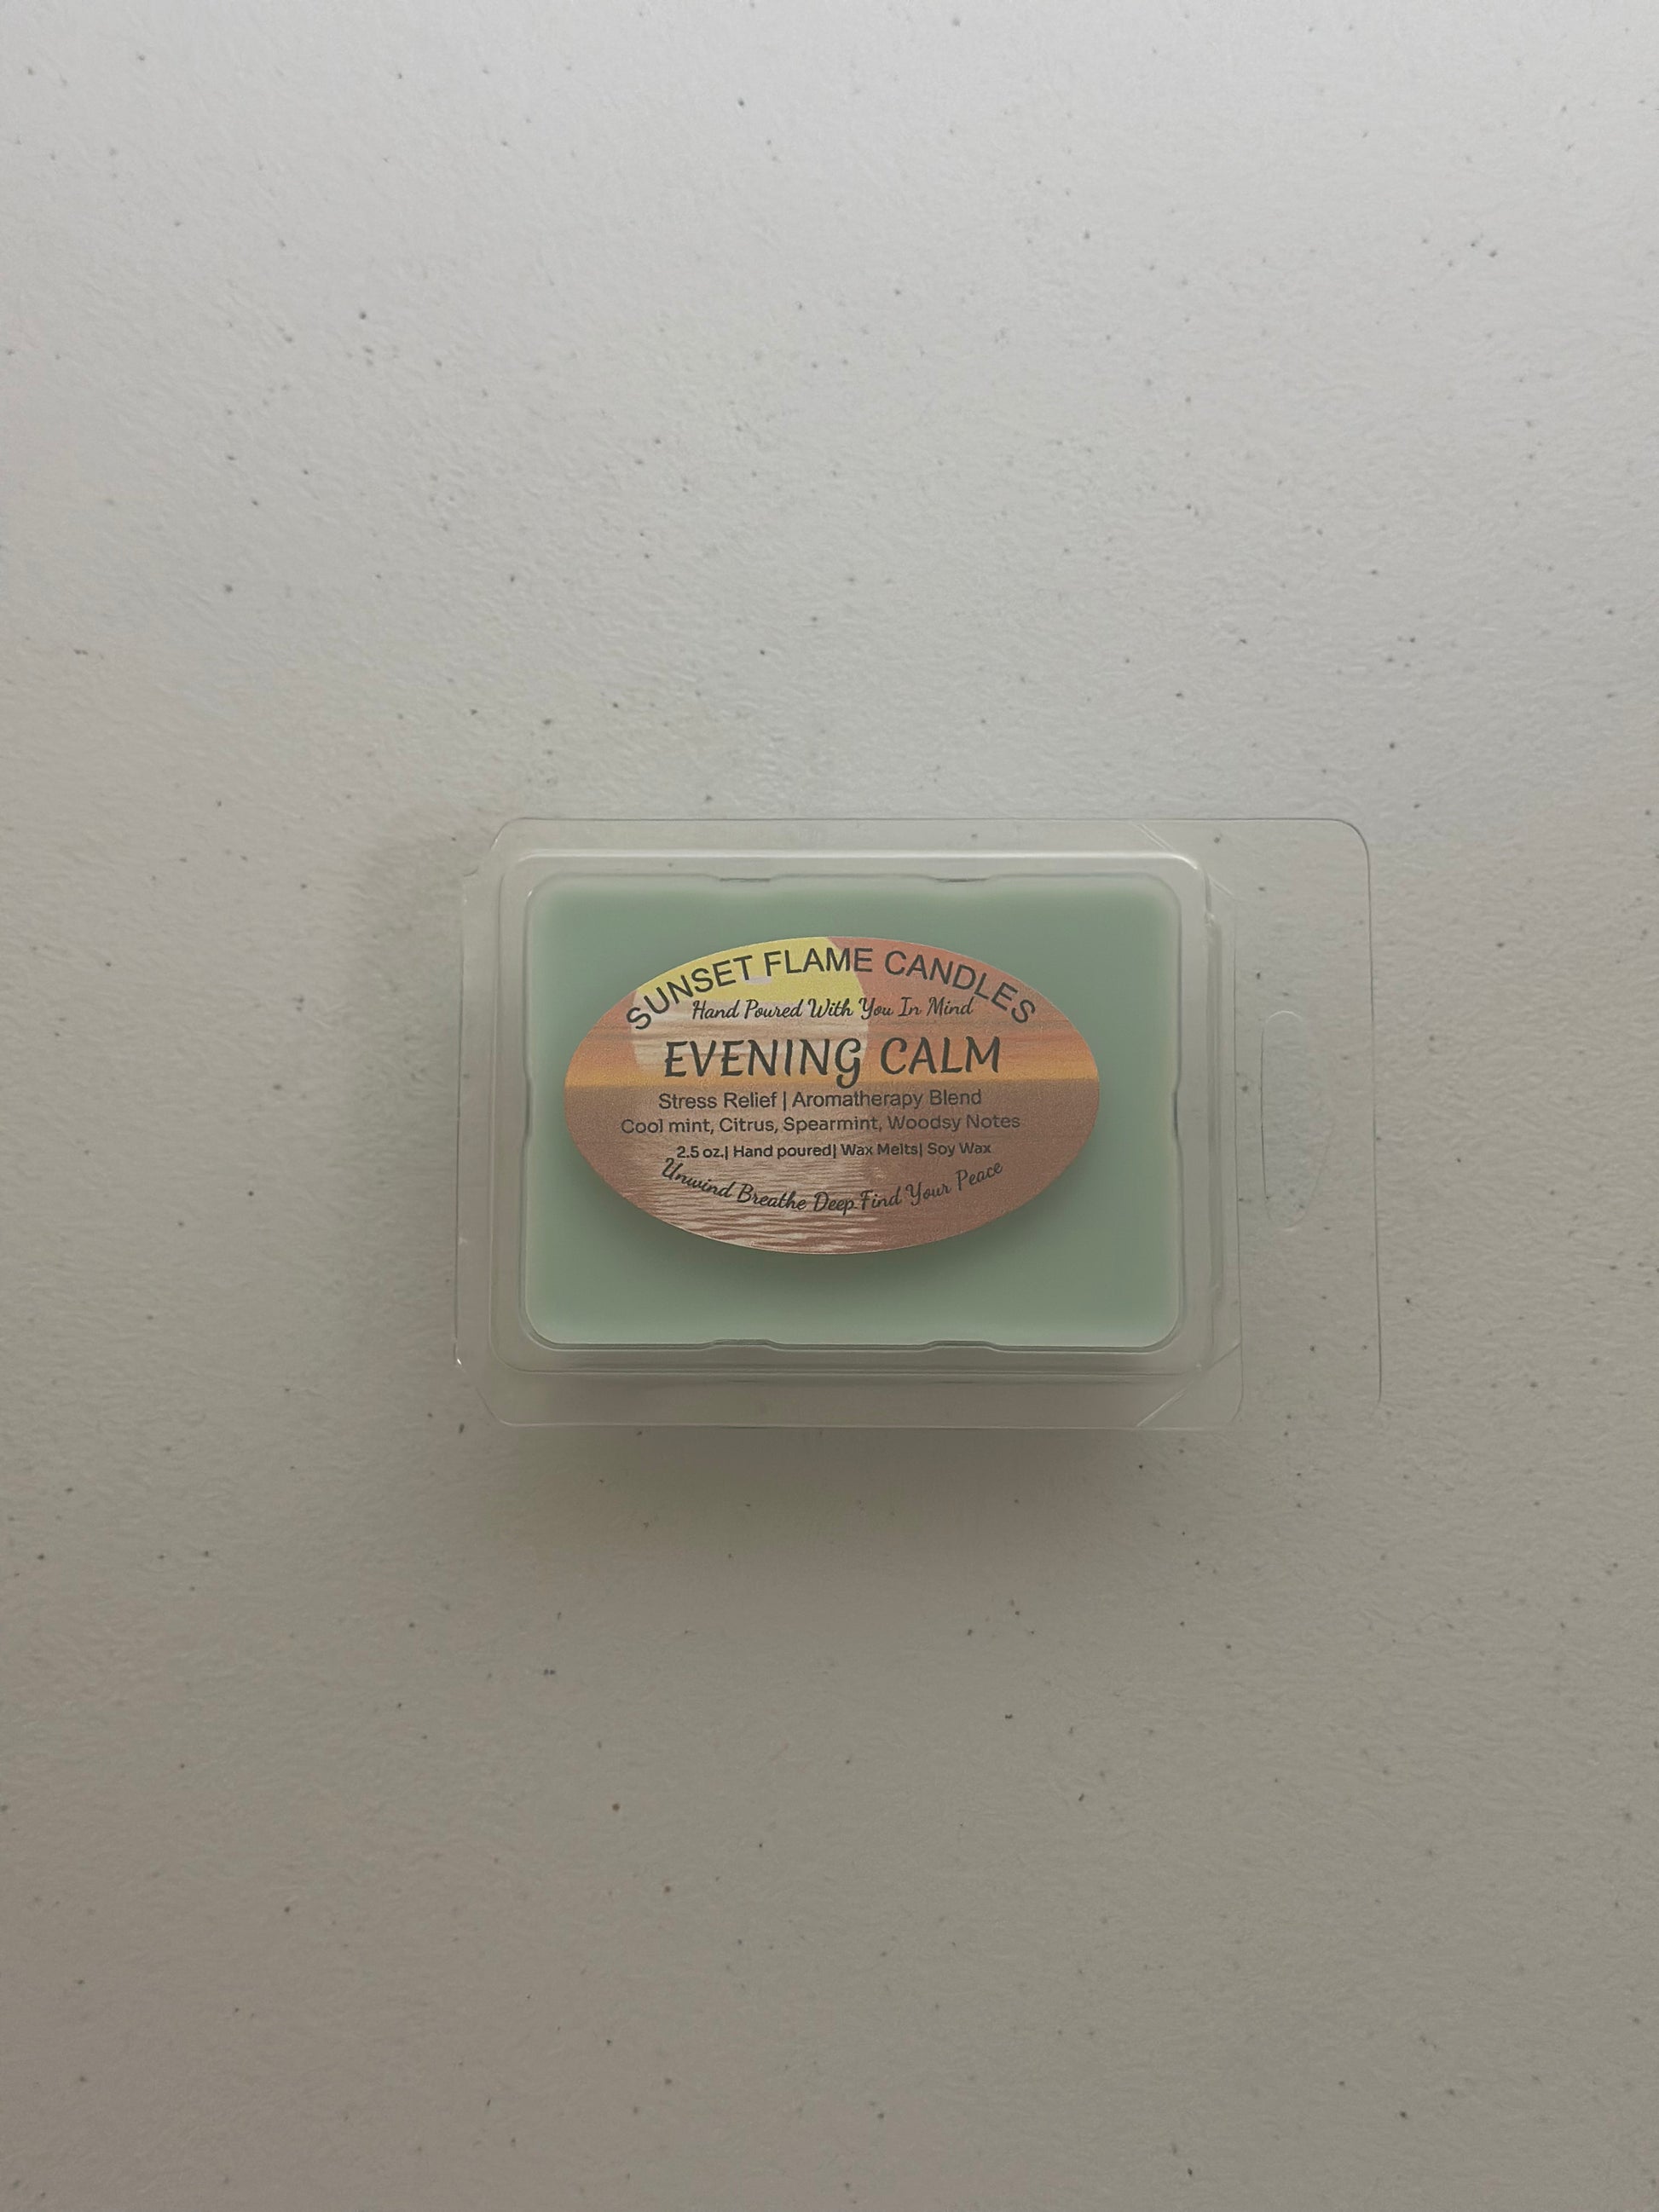 SUNSET FLAME CANDLES
Hand Poured With You In Mind
EVENING CALM
Stress Relief | Aromatherapy Blend
Cool mint, Citrus, Spearmint, Woodsy Notes
2.5 oz.| Hand poured| Wax Melts| Soy Wax
Unwind Breathe Deep Find Your Peace